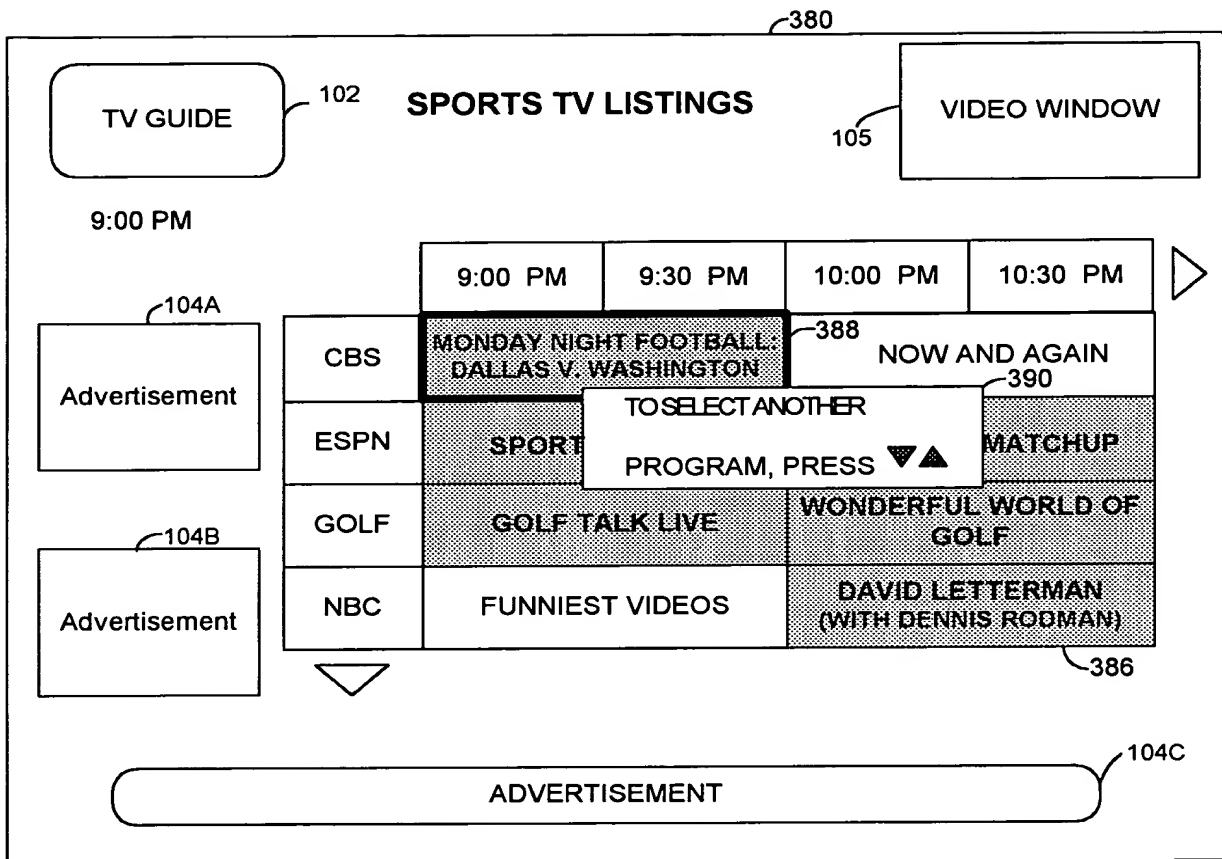 380
TV GUIDE
102
SPORTS TV LISTINGS
105
VIDEO WINDOW
9:00 PM
9:00 PM 9:30 PM 10:00 PM 10:30 PM
104A
Advertisement
CBS
MONDAY NIGHT FOOTBALL:
DALLAS V. WASHINGTON
388
NOW AND AGAIN
390
TO SELECT ANOTHER
PROGRAM, PRESS
ESPN
SPORT
MATCHUP
GOLF
GOLF TALK LIVE
WONDERFUL WORLD OF
GOLF
104B
Advertisement
NBC
FUNNIEST VIDEOS
DAVID LETTERMAN
(WITH DENNIS RODMAN)
386
104C
ADVERTISEMENT